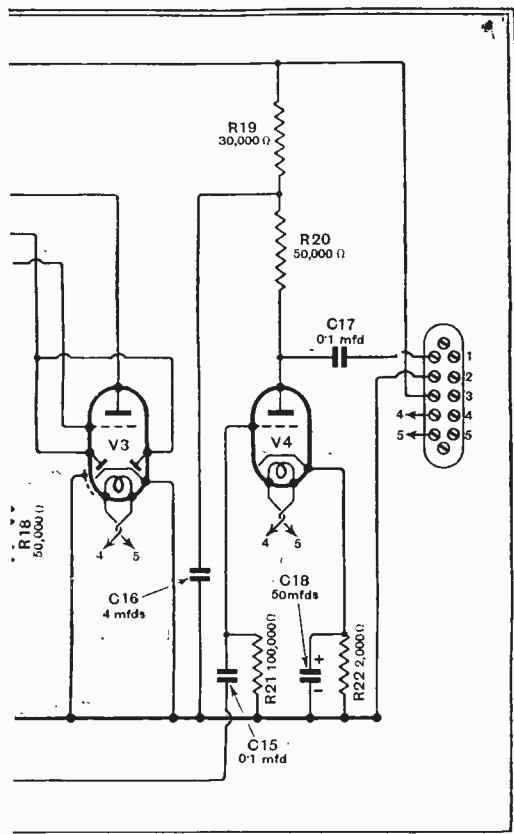 R19
30,000 Ω
R20
50,000 Ω
C17
0·1 mfd
1
2
3
4 4
5 5
V3
V4
R18
50,000 Ω
4 5
4 5
C16
4 mfds
C18
50mfds
+
-
R21 100,000Ω
R22 2,000Ω
C15
0·1 mfd